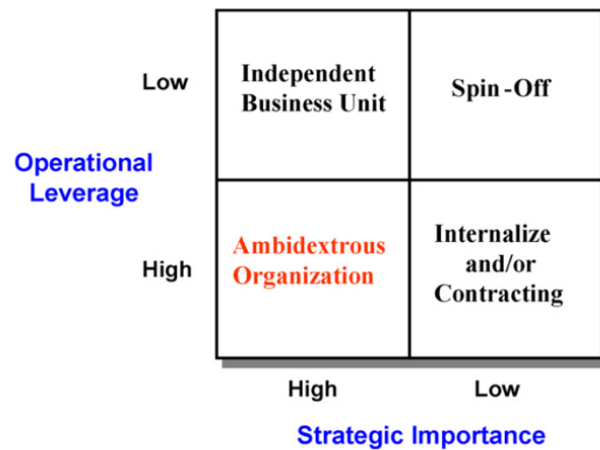 Low
Independent
Business Unit
Spin-Off
Operational
Leverage
High
Ambidextrous
Organization
Internalize
and/or
Contracting
High
Low
Strategic Importance